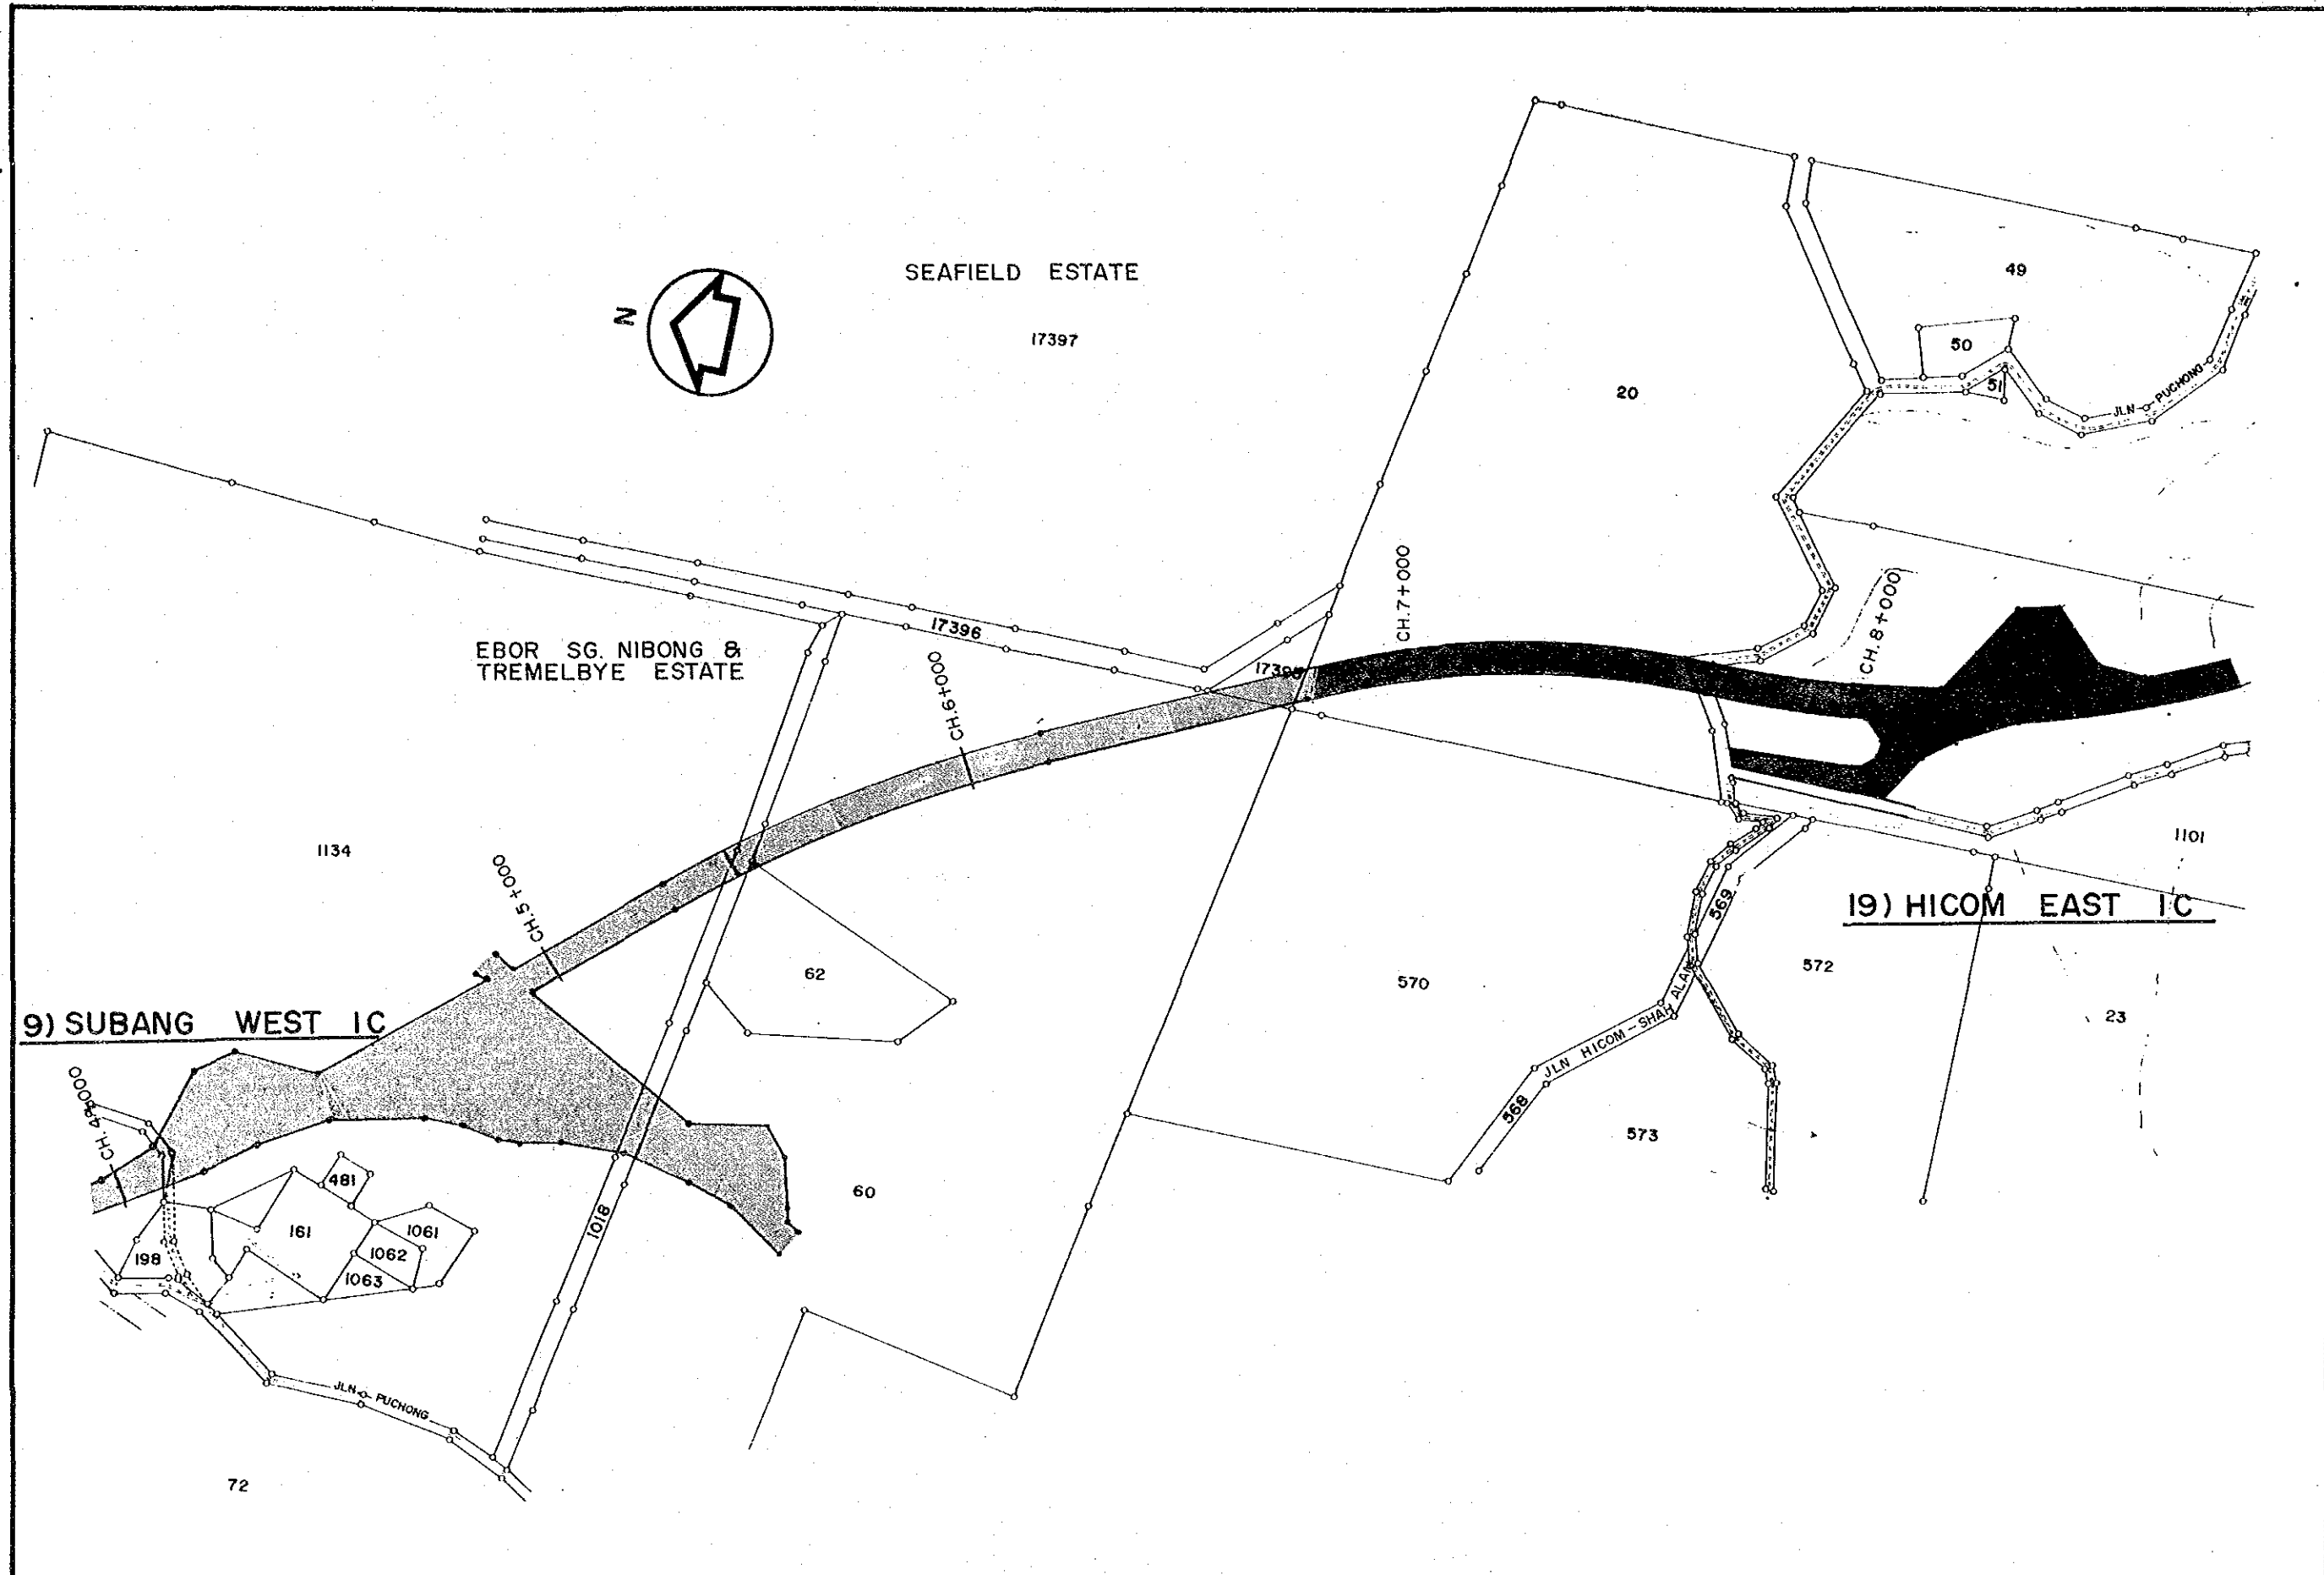 SEAFIELD ESTATE
N
17397
20
49
50
51
JLN PUCHONG
17396
EBOR SG. NIBONG &
TREMELBYE ESTATE
CH.6+000
CH.7+000
CH.8+000
1134
CH.5+000
62
1101
19) HICOM EAST IC
569
570
572
23
9) SUBANG WEST IC
JLN HICOM-SHAH ALAM
568
573
60
1018
481
161
1061
1062
1063
198
JLN PUCHONG
72